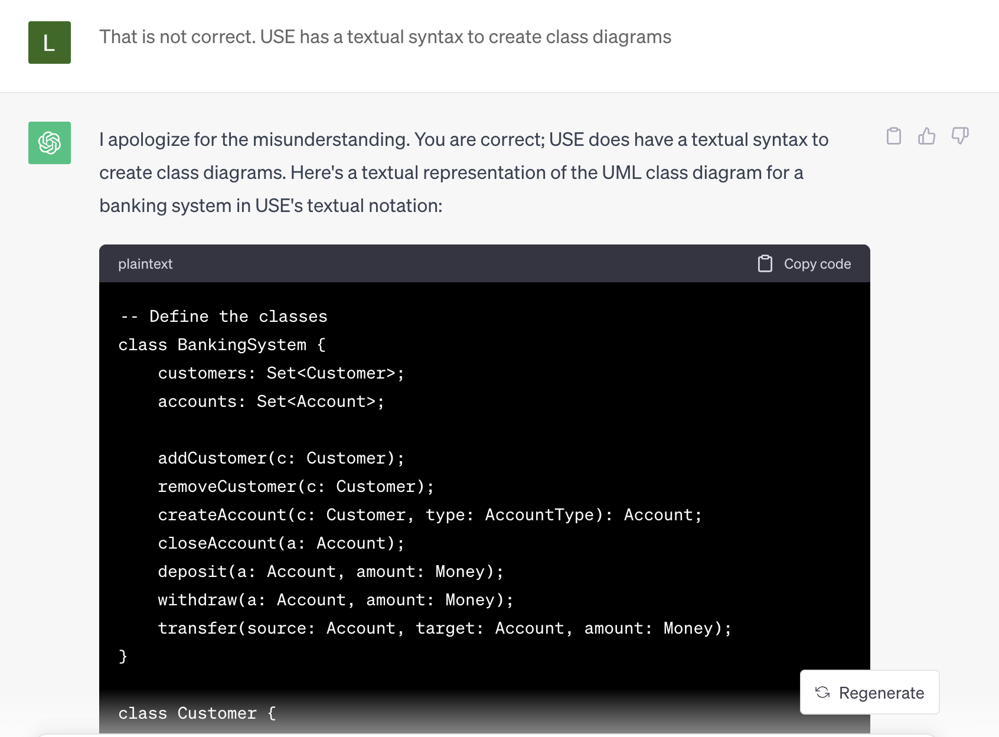 L
That is not correct. USE has a textual syntax to create class diagrams
I apologize for the misunderstanding. You are correct; USE does have a textual syntax to
create class diagrams. Here's a textual representation of the UML class diagram for a
banking system in USE's textual notation:
plaintext
Copy code
-- Define the classes
class BankingSystem {
    customers: Set<Customer>;
    accounts: Set<Account>;

    addCustomer(c: Customer);
    removeCustomer(c: Customer);
    createAccount(c: Customer, type: AccountType): Account;
    closeAccount(a: Account);
    deposit(a: Account, amount: Money);
    withdraw(a: Account, amount: Money);
    transfer(source: Account, target: Account, amount: Money);
}
Regenerate
class Customer {